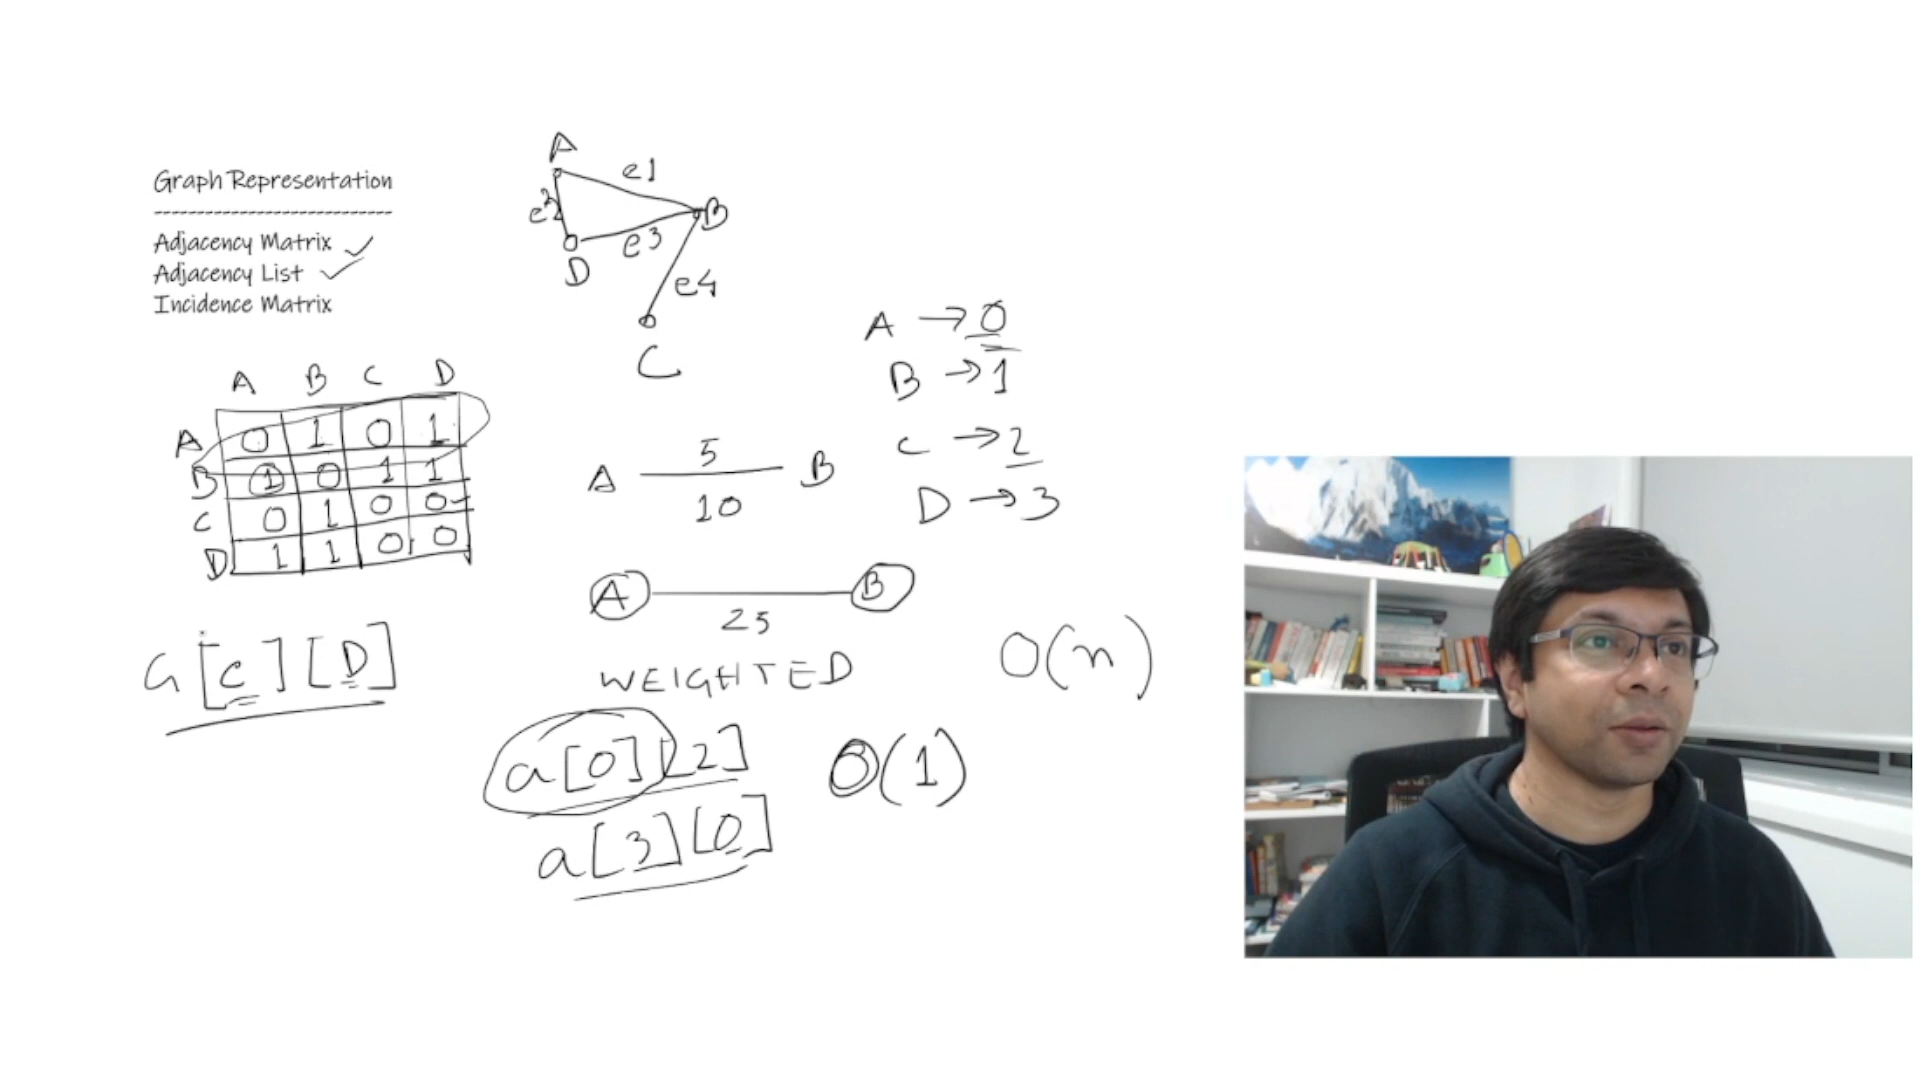 Graph Representation
---------------------------
Adjacency Matrix
Adjacency List
Incidence Matrix
A
e1
e2
B
e3
D
e4
C
A → 0
B → 1
C → 2
D → 3
A B C D
A 0 1 0 1
B 1 0 1 1
C 0 1 0 0
D 1 1 0 0
5
A B
10
A B
25
WEIGHTED
G[C][D]
O(n)
a[0][2] O(1)
a[3][0]